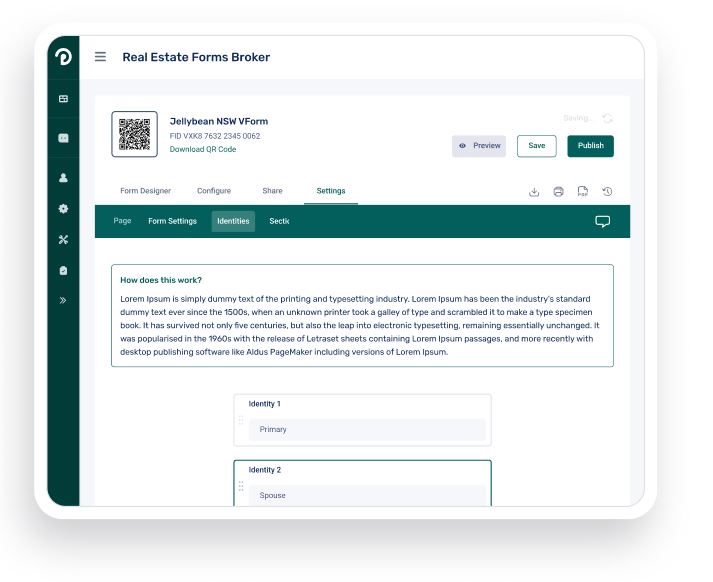 Real Estate Forms Broker
Jellybean NSW VForm
FID VXK8 7632 2345 0062
Download QR Code
Saving...
Preview
Save
Publish
Form Designer
Configure
Share
Settings
PDF
Page
Form Settings
Identities
Sectic
How does this work?
Lorem Ipsum is simply dummy text of the printing and typesetting industry. Lorem Ipsum has been the industry's standard
dummy text ever since the 1500s, when an unknown printer took a galley of type and scrambled it to make a type specimen
book. It has survived not only five centuries, but also the leap into electronic typesetting, remaining essentially unchanged. It
was popularised in the 1960s with the release of Letraset sheets containing Lorem Ipsum passages, and more recently with
desktop publishing software like Aldus PageMaker including versions of Lorem Ipsum.
Identity 1
Primary
Identity 2
Spouse